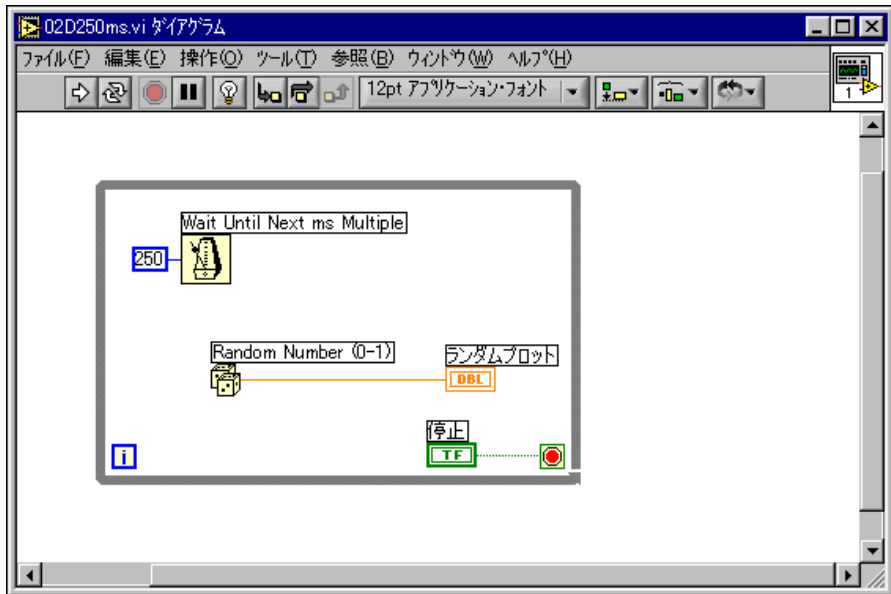 02D250ms.vi ﾀﾞｲｱｸﾞﾗﾑ
ﾌｧｲﾙ(F) 編集(E) 操作(O) ﾂｰﾙ(T) 参照(B) ｳｨﾝﾄﾞｳ(W) ﾍﾙﾌﾟ(H)
12pt ｱﾌﾟﾘｹｰｼｮﾝ･ﾌｫﾝﾄ
1
Wait Until Next ms Multiple
250
Random Number (0-1)
ランダムプロット
DBL
停止
TF
i